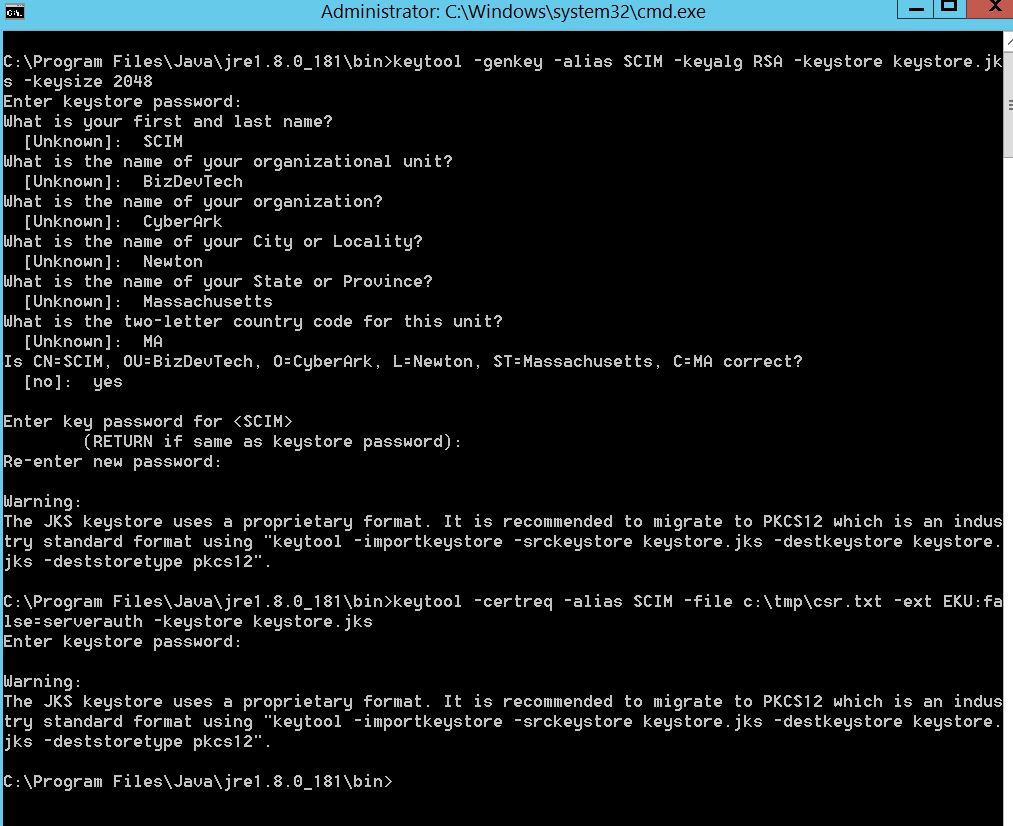 Administrator: C:\Windows\system32\cmd.exe
C:\Program Files\Java\jre1.8.0_181\bin>keytool -genkey -alias SCIM -keyalg RSA -keystore keystore.jk
s -keysize 2048
Enter keystore password:
What is your first and last name?
  [Unknown]:  SCIM
What is the name of your organizational unit?
  [Unknown]:  BizDevTech
What is the name of your organization?
  [Unknown]:  CyberArk
What is the name of your City or Locality?
  [Unknown]:  Newton
What is the name of your State or Province?
  [Unknown]:  Massachusetts
What is the two-letter country code for this unit?
  [Unknown]:  MA
Is CN=SCIM, OU=BizDevTech, O=CyberArk, L=Newton, ST=Massachusetts, C=MA correct?
  [no]:  yes
Enter key password for <SCIM>
        (RETURN if same as keystore password):
Re-enter new password:
Warning:
The JKS keystore uses a proprietary format. It is recommended to migrate to PKCS12 which is an indus
try standard format using "keytool -importkeystore -srckeystore keystore.jks -destkeystore keystore.
jks -deststoretype pkcs12".
C:\Program Files\Java\jre1.8.0_181\bin>keytool -certreq -alias SCIM -file c:\tmp\csr.txt -ext EKU:fa
lse=serverauth -keystore keystore.jks
Enter keystore password:
Warning:
The JKS keystore uses a proprietary format. It is recommended to migrate to PKCS12 which is an indus
try standard format using "keytool -importkeystore -srckeystore keystore.jks -destkeystore keystore.
jks -deststoretype pkcs12".
C:\Program Files\Java\jre1.8.0_181\bin>